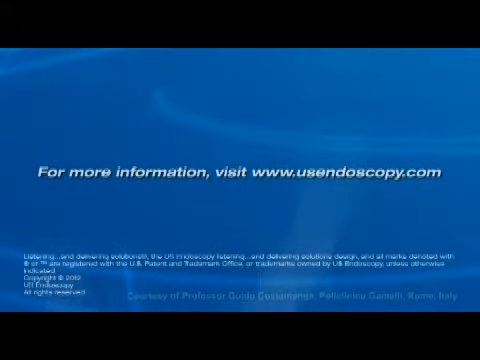 For more information, visit www.usendoscopy.com
Listening...and delivering solutions®, the US Endoscopy listening...and delivering solutions design, and all marks denoted with
® or ™ are registered with the U.S. Patent and Trademark Office, or trademarks owned by US Endoscopy, unless otherwise
indicated
Copyright © 2012
US Endoscopy
All rights reserved
Courtesy of Professor Guido Costamagna, Policlinico Gemelli, Rome, Italy